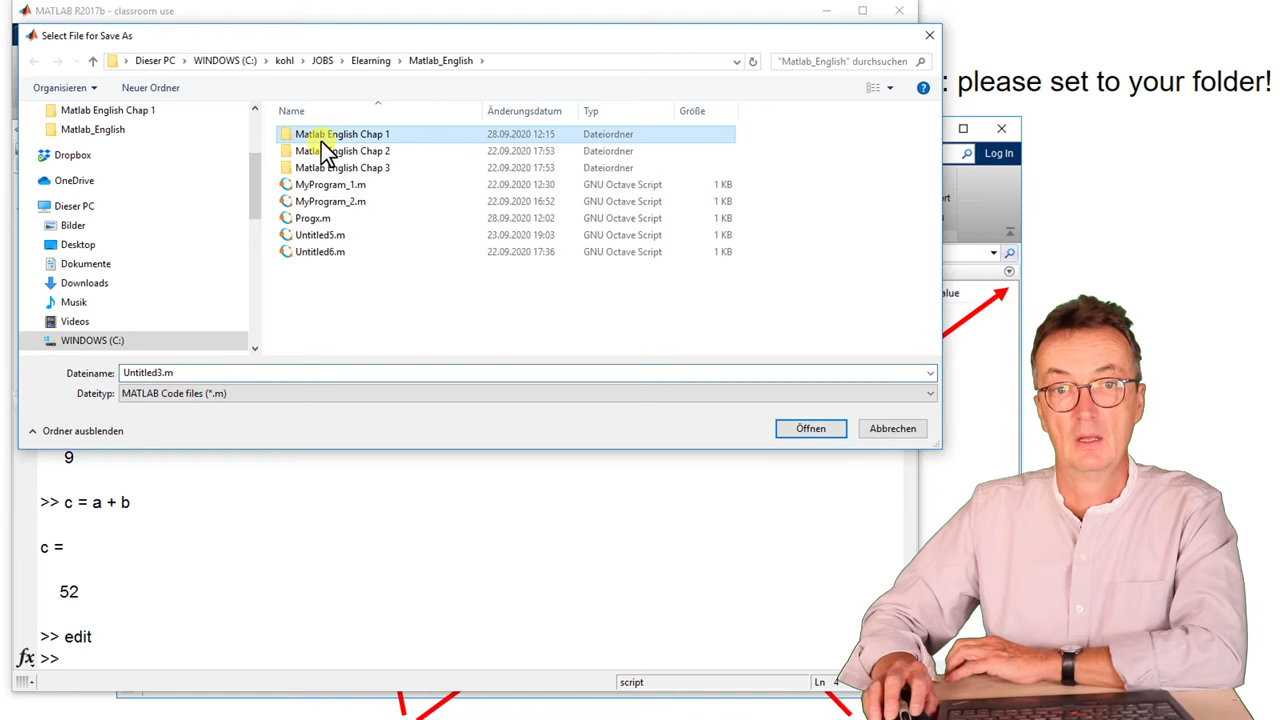 MATLAB R2017b - classroom use
Select File for Save As
Dieser PC > WINDOWS (C:) > kohl > JOBS > Elearning > Matlab_English >
"Matlab_English" durchsuchen
: please set to your folder!
Organisieren
Neuer Ordner
Matlab English Chap 1
Matlab_English
Dropbox
OneDrive
Dieser PC
Bilder
Desktop
Dokumente
Downloads
Musik
Videos
WINDOWS (C:)
Name Änderungsdatum Typ Größe
Matlab English Chap 1 28.09.2020 12:15 Dateiordner
Matlab English Chap 2 22.09.2020 17:53 Dateiordner
Matlab English Chap 3 22.09.2020 17:53 Dateiordner
MyProgram_1.m 22.09.2020 12:30 GNU Octave Script 1 KB
MyProgram_2.m 22.09.2020 16:52 GNU Octave Script 1 KB
Progx.m 28.09.2020 12:02 GNU Octave Script 1 KB
Untitled5.m 23.09.2020 19:03 GNU Octave Script 1 KB
Untitled6.m 22.09.2020 17:36 GNU Octave Script 1 KB
Log In
ort
alue
Dateiname: Untitled3.m
Dateityp: MATLAB Code files (*.m)
Ordner ausblenden
Öffnen
Abbrechen
9
>> c = a + b
c =
52
>> edit
fx >>
script
Ln 4